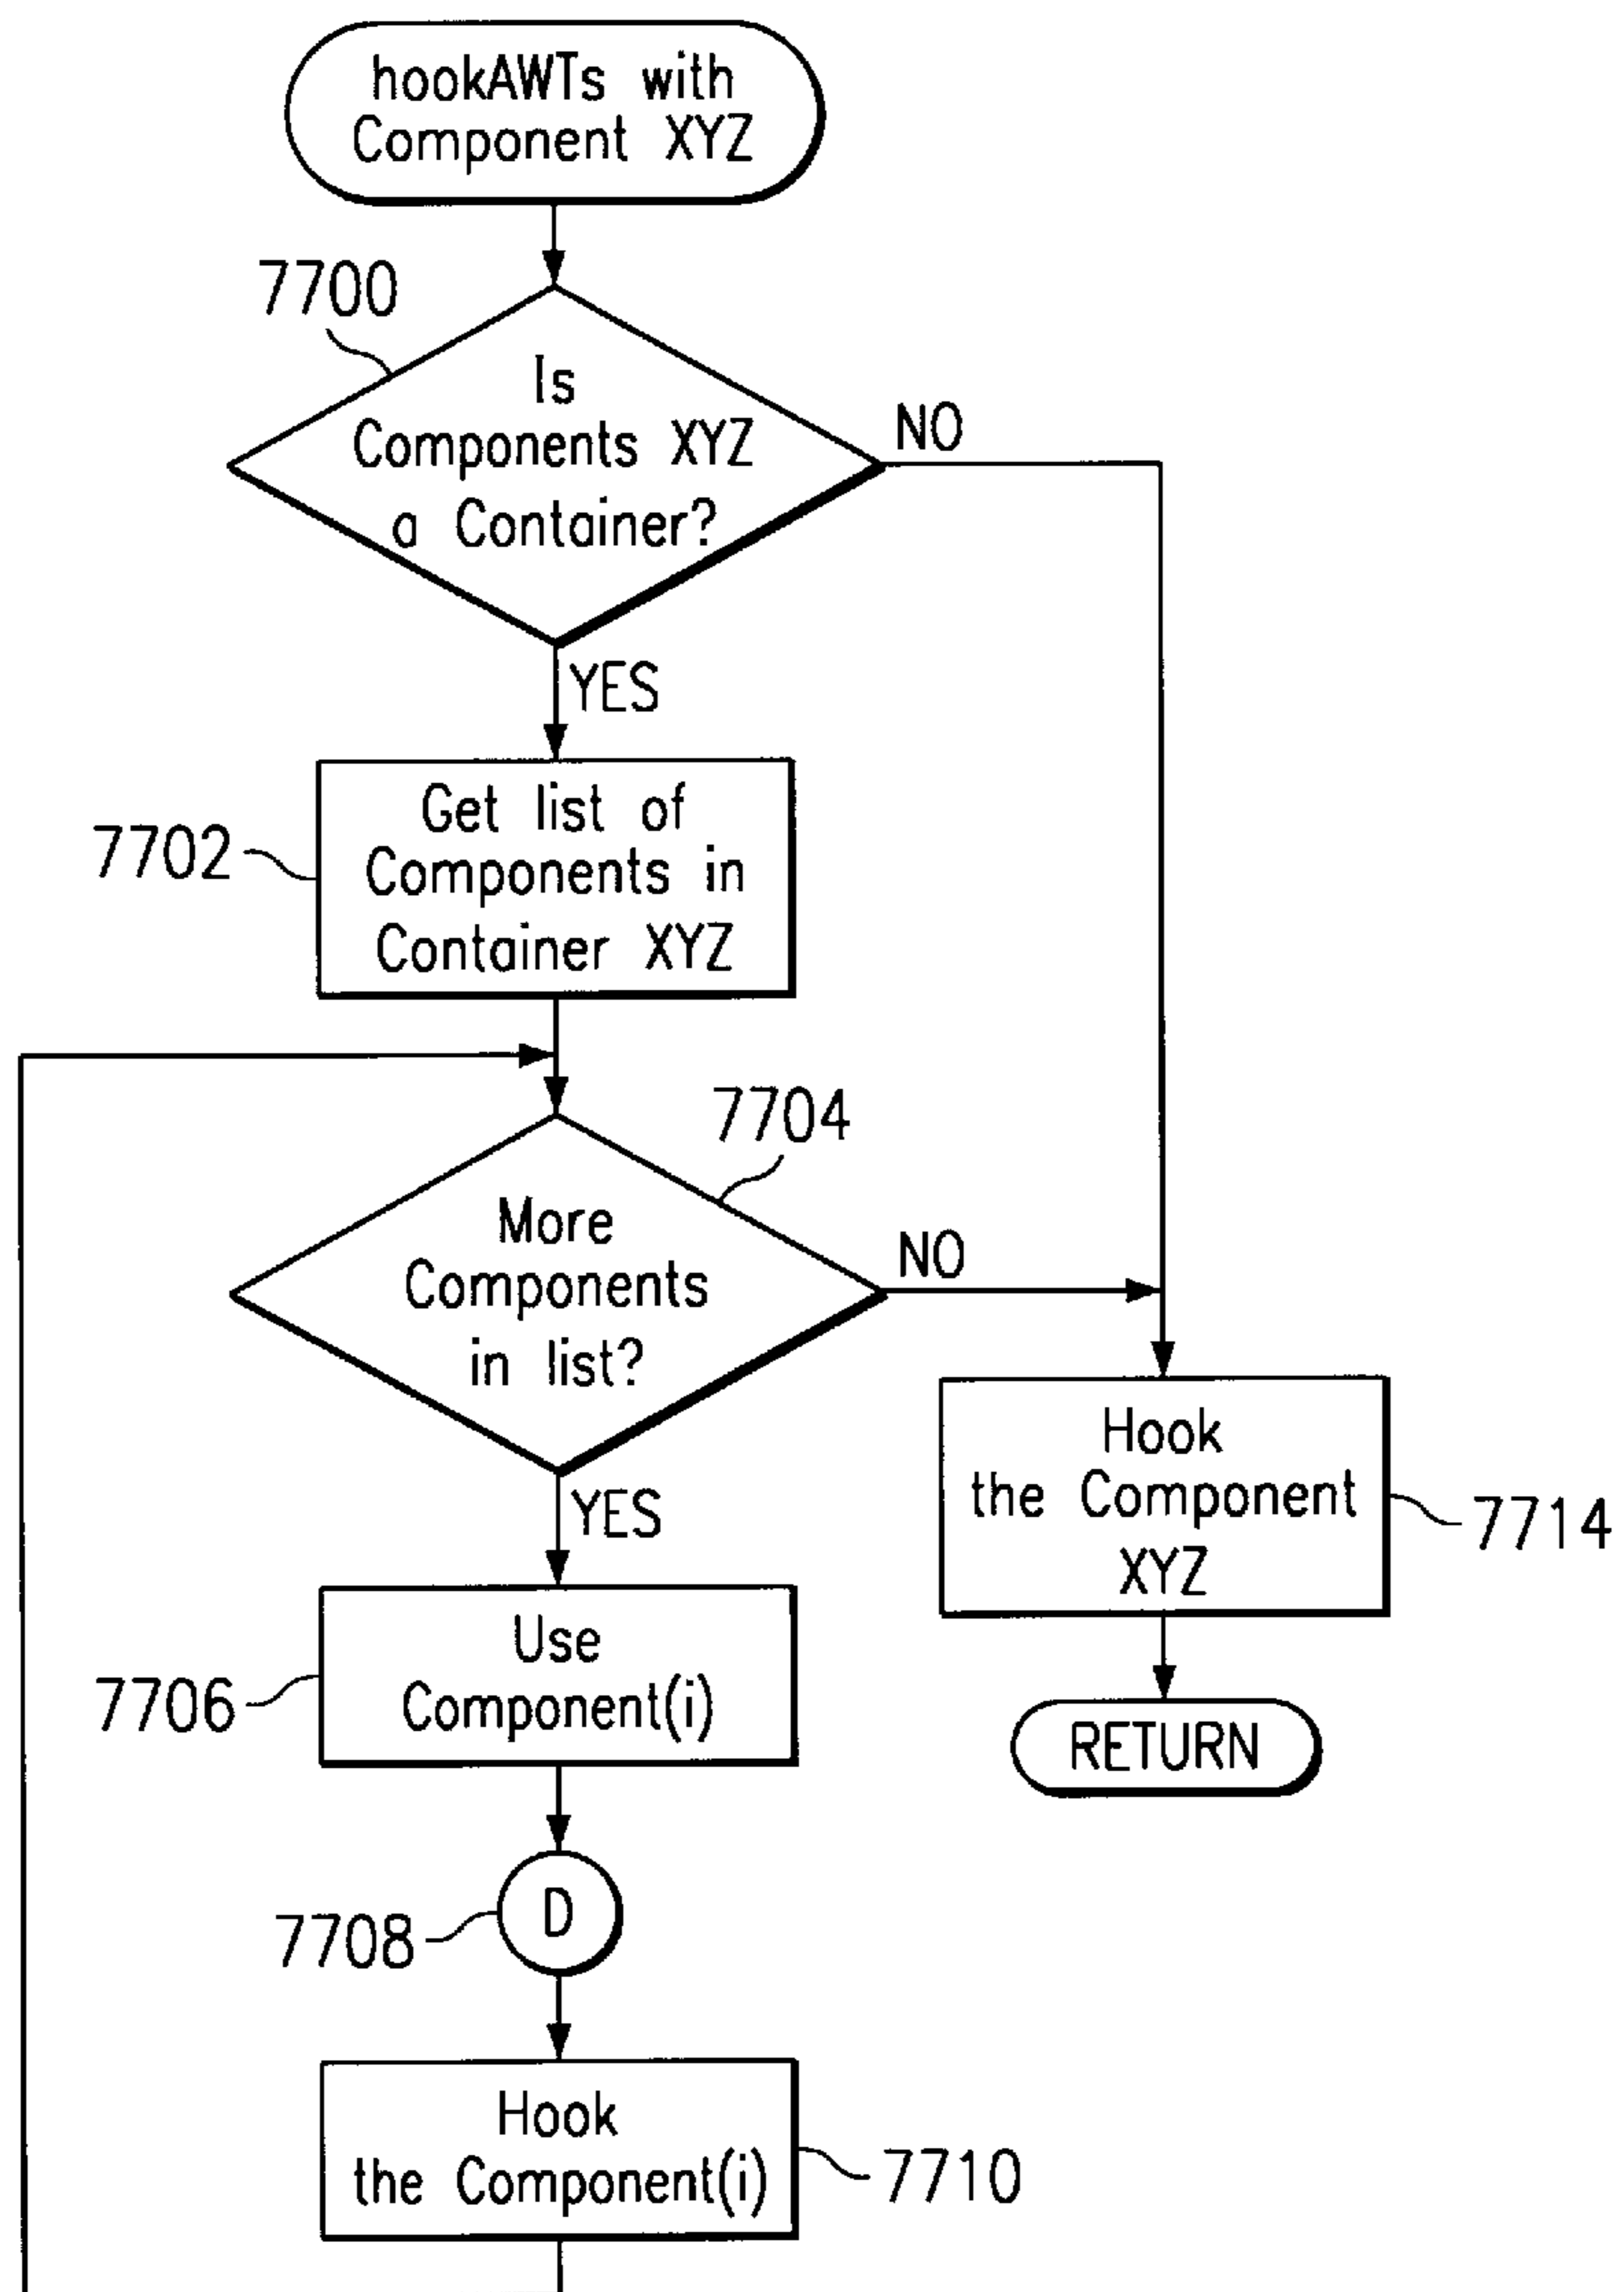 hookAWTs with
Component XYZ
7700
Is
Components XYZ
a Container?
NO
YES
7702
Get list of
Components in
Container XYZ
7704
More
Components
in list?
NO
YES
Hook
the Component
XYZ
7714
7706
Use
Component(i)
RETURN
7708
D
Hook
the Component(i)
7710